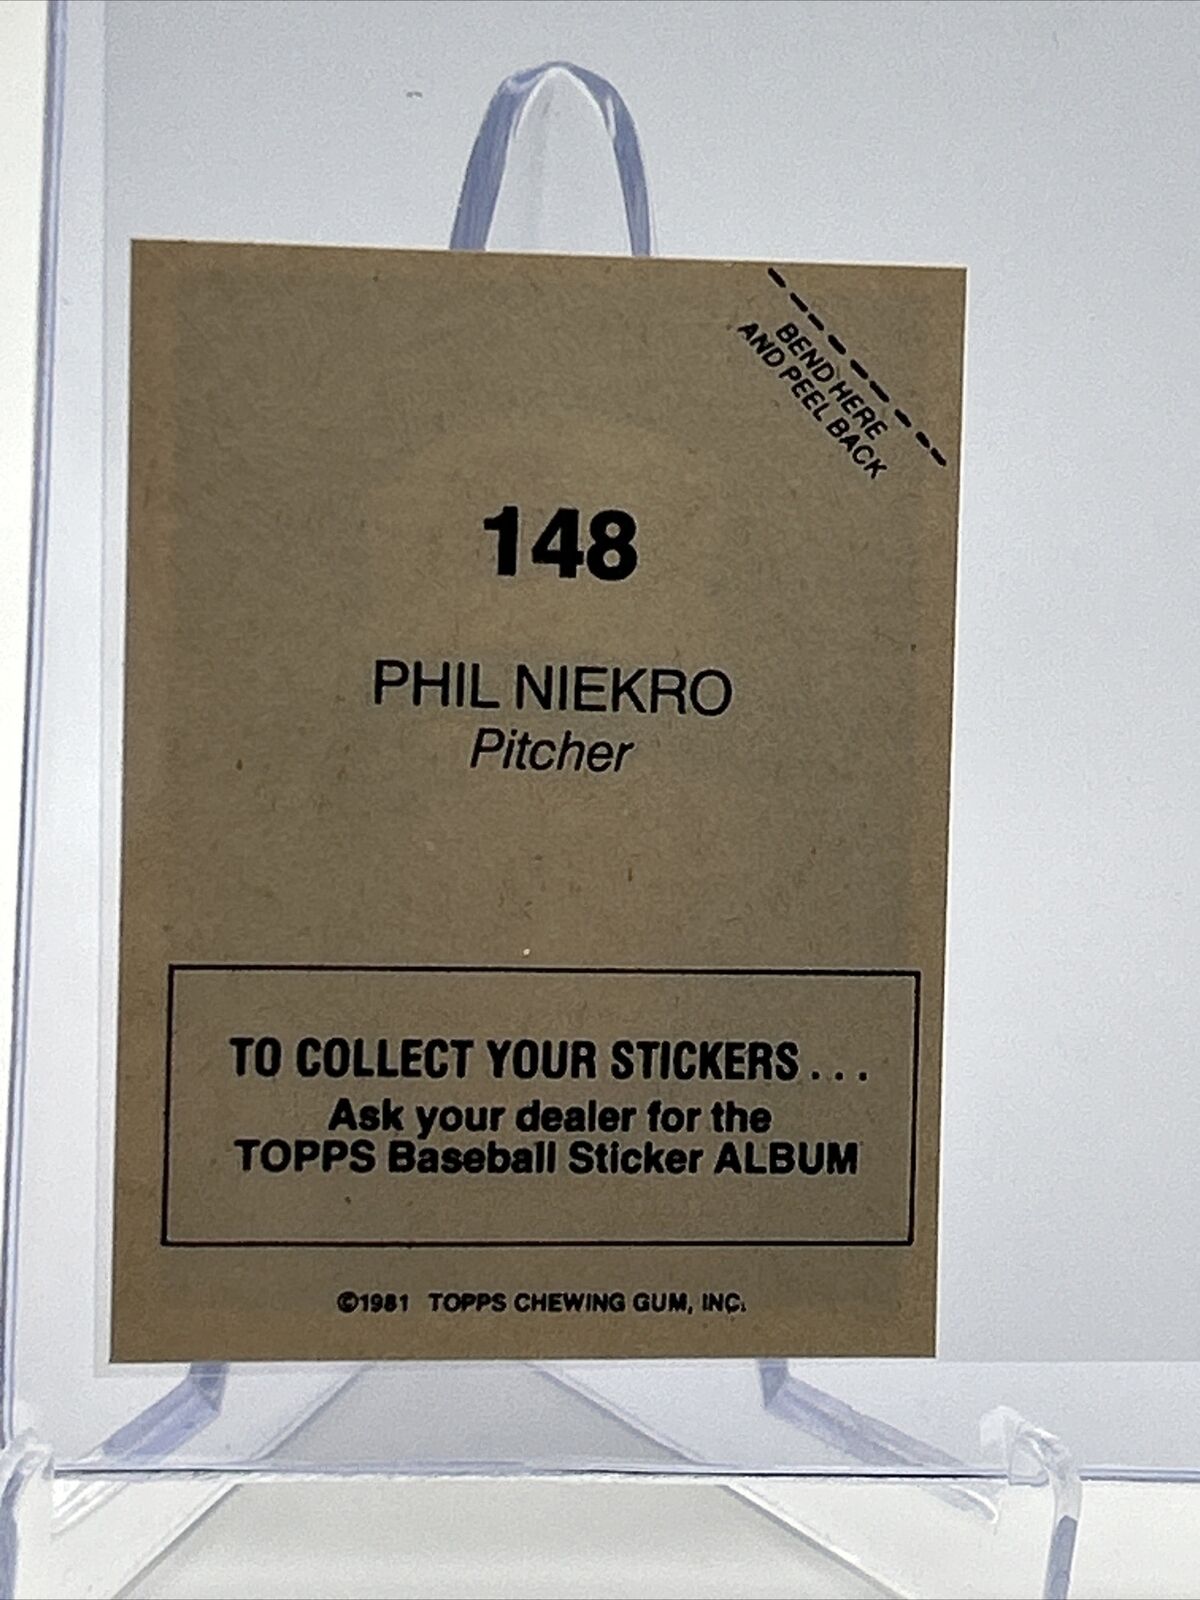 BEND HERE
AND PEEL BACK
148
PHIL NIEKRO
Pitcher
TO COLLECT YOUR STICKERS...
Ask your dealer for the
TOPPS Baseball Sticker ALBUM
©1981 TOPPS CHEWING GUM, INC.